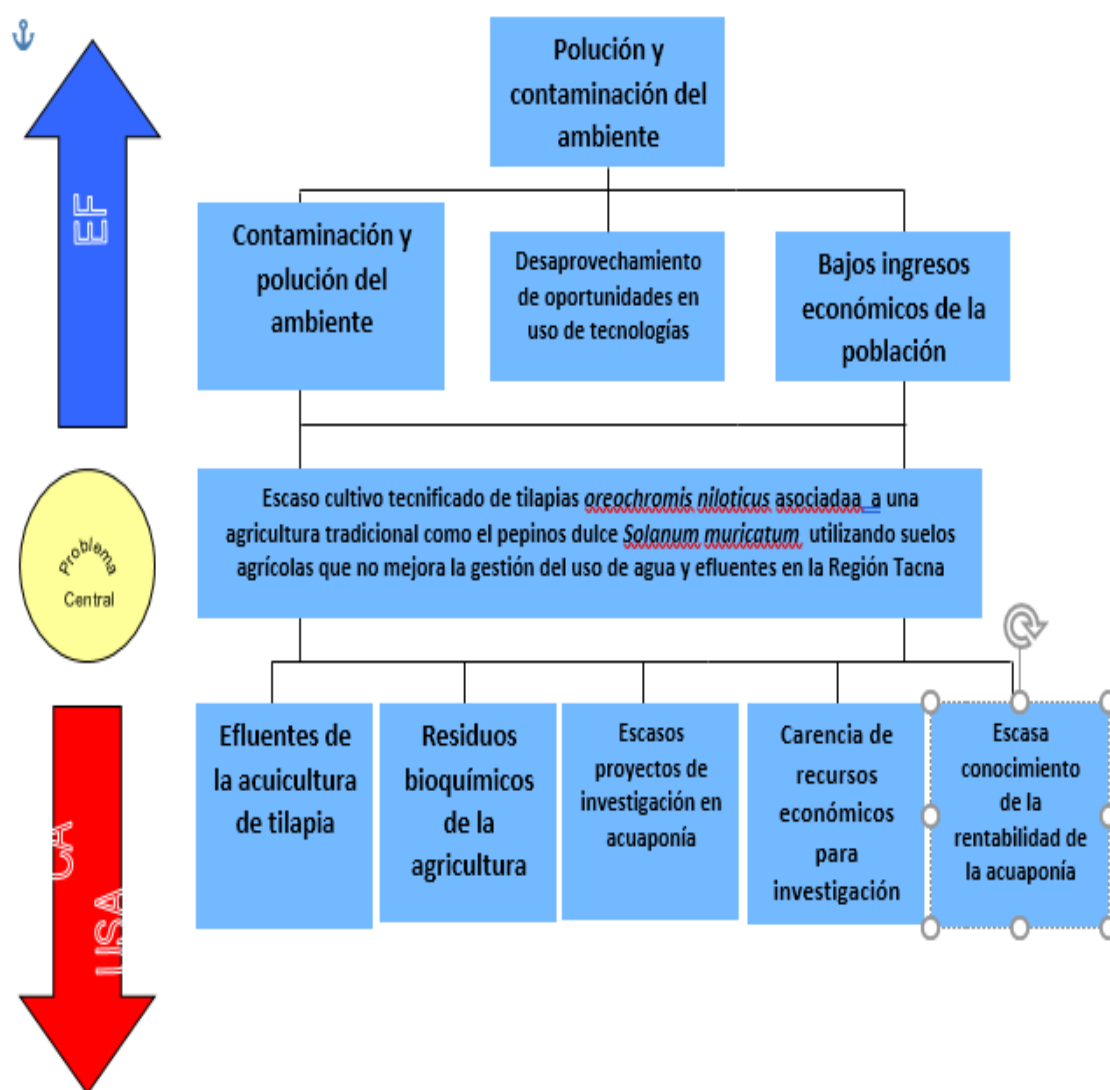 Polución y
contaminación del
ambiente
EF
Contaminación y
polución del
ambiente
Desaprovechamiento
de oportunidades en
uso de tecnologías
Bajos ingresos
económicos de la
población
Problema
Central
Escaso cultivo tecnificado de tilapias oreochromis niloticus asociadaa a una
agricultura tradicional como el pepinos dulce Solanum muricatum utilizando suelos
agrícolas que no mejora la gestión del uso de agua y efluentes en la Región Tacna
CA
USA
Efluentes de
la acuicultura
de tilapia
Residuos
bioquímicos
de la
agricultura
Escasos
proyectos de
investigación en
acuaponía
Carencia de
recursos
económicos
para
investigación
Escasa
conocimiento
de la
rentabilidad de
la acuaponía